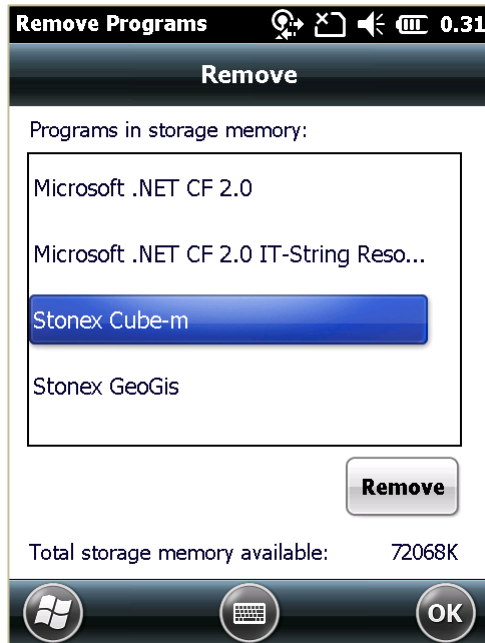 Remove Programs 0.31
Remove
Programs in storage memory:
Microsoft .NET CF 2.0
Microsoft .NET CF 2.0 IT-String Reso...
Stonex Cube-m
Stonex GeoGis
Remove
Total storage memory available: 72068K
OK